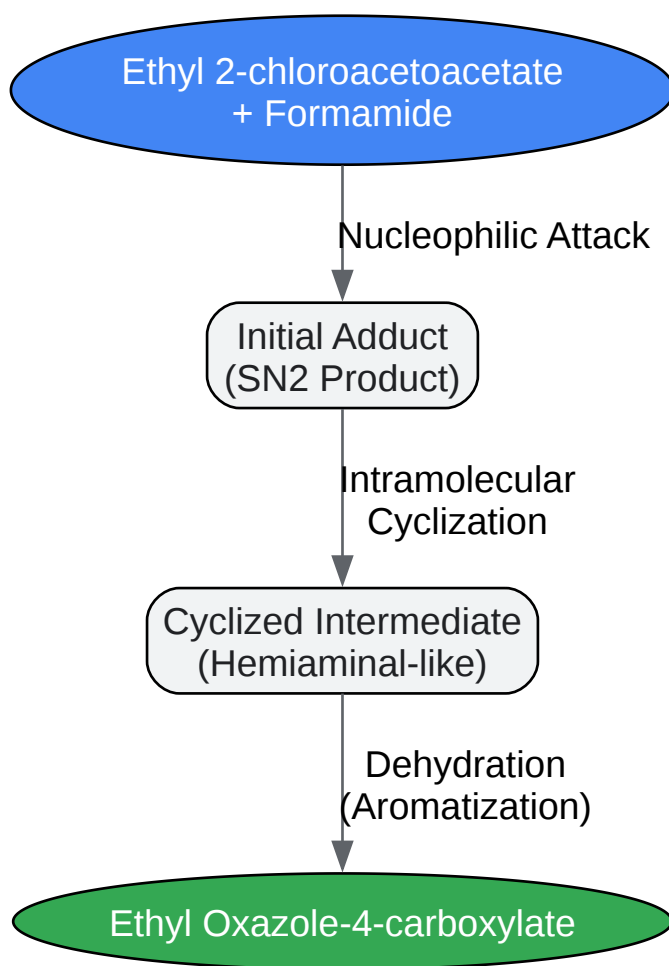 Ethyl 2-chloroacetoacetate
+ Formamide
Nucleophilic Attack
Initial Adduct
(SN2 Product)
Intramolecular
Cyclization
Cyclized Intermediate
(Hemiaminal-like)
Dehydration
(Aromatization)
Ethyl Oxazole-4-carboxylate